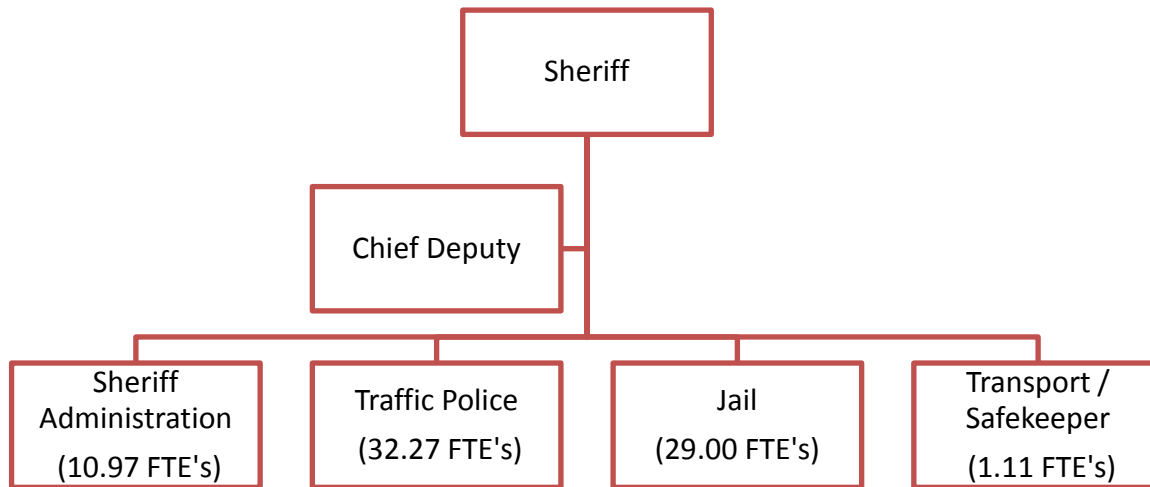 Sheriff
Chief Deputy
Sheriff
Administration
(10.97 FTE's)
Traffic Police
(32.27 FTE's)
Jail
(29.00 FTE's)
Transport /
Safekeeper
(1.11 FTE's)